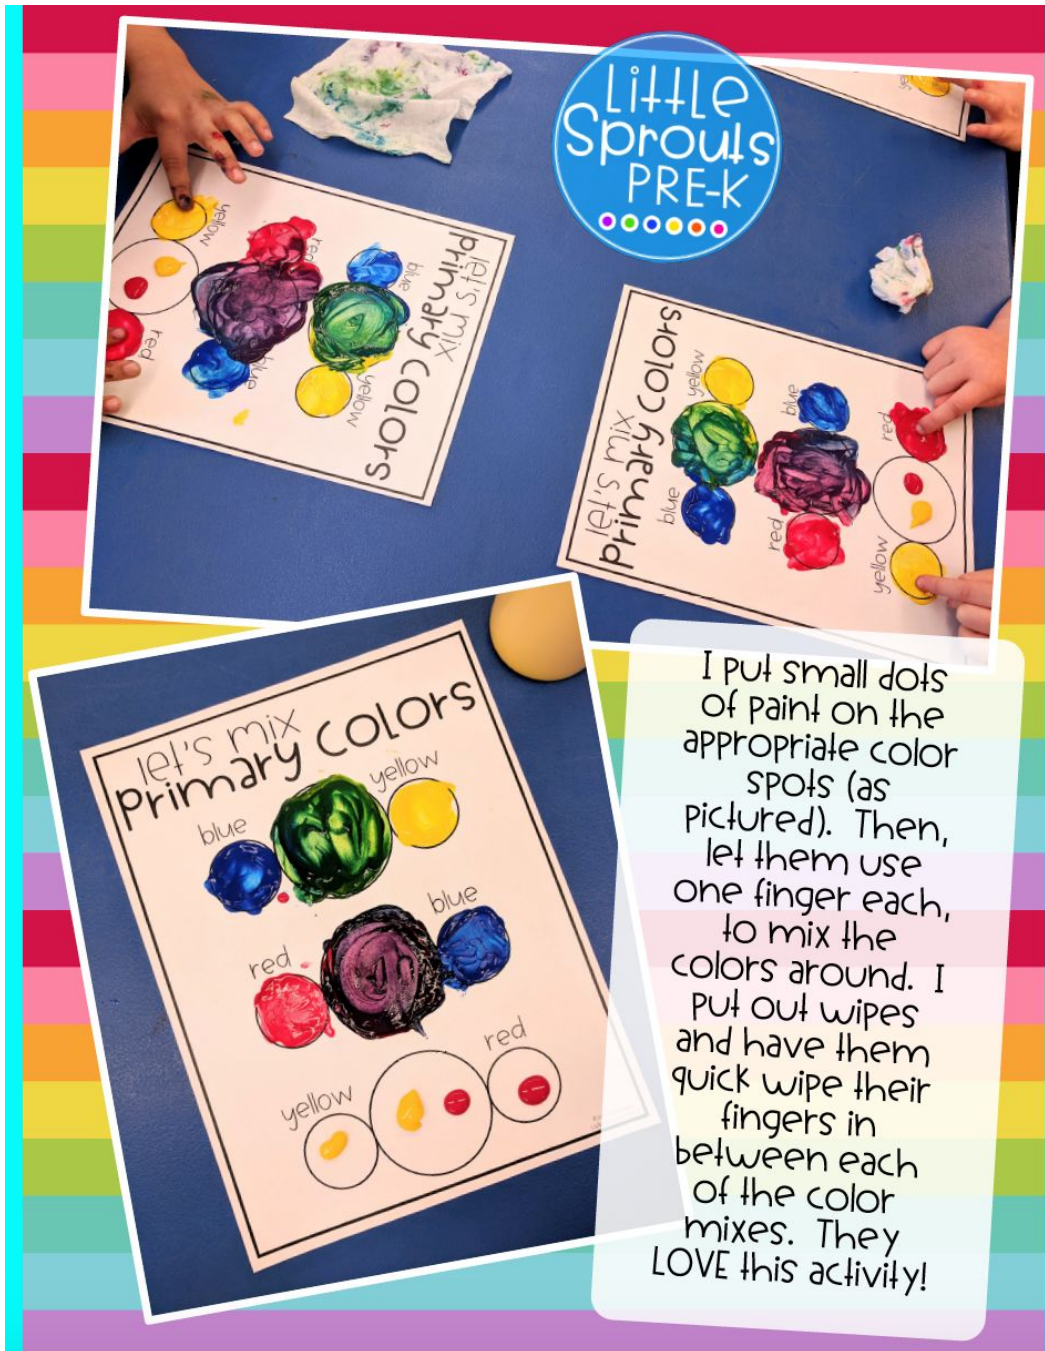 Little
Sprouts
PRE-K
yellow
red
blue
red
blue
yellow
let's mix
primary colors
let's mix
primary colors
yellow
blue
blue
red
red
yellow
let's mix
primary colors
blue
yellow
red
blue
yellow
red
I put small dots
of paint on the
appropriate color
spots (as
pictured). Then,
let them use
one finger each,
to mix the
colors around. I
put out wipes
and have them
quick wipe their
fingers in
between each
of the color
mixes. They
LOVE this activity!